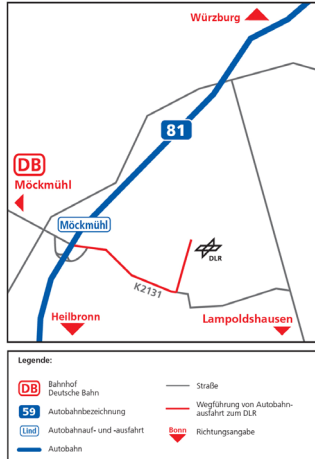 Würzburg
81
DB
Möckmühl
Möckmühl
DLR
K2131
Heilbronn
Lampoldshausen
Legende:
DB Bahnhof
Deutsche Bahn
Straße
59 Autobahnbezeichnung
Wegführung von Autobahn-
ausfahrt zum DLR
Lind Autobahnauf- und -ausfahrt
Bonn Richtungsangabe
Autobahn